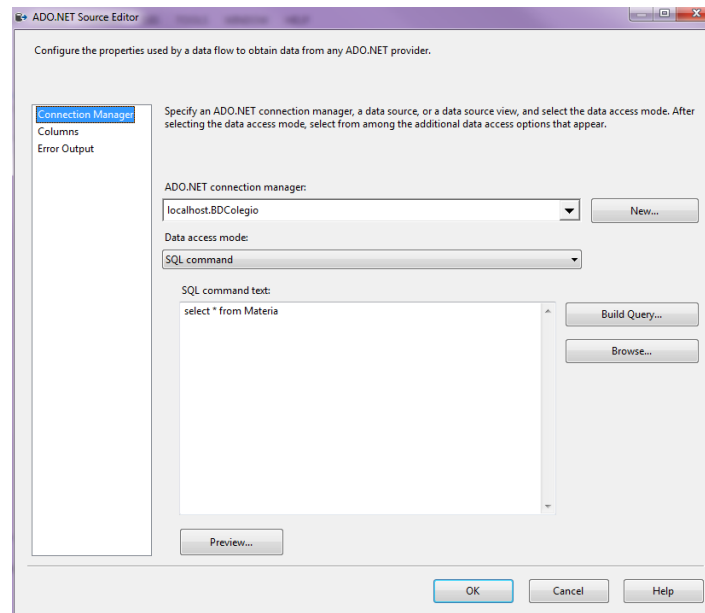 ADO.NET Source Editor
TOOLS WINDOW HELP
Configure the properties used by a data flow to obtain data from any ADO.NET provider.
Connection Manager
Columns
Error Output
Specify an ADO.NET connection manager, a data source, or a data source view, and select the data access mode. After
selecting the data access mode, select from among the additional data access options that appear.
ADO.NET connection manager:
localhost.BDColegio
New...
Data access mode:
SQL command
SQL command text:
select * from Materia
Build Query...
Browse...
Preview...
OK
Cancel
Help